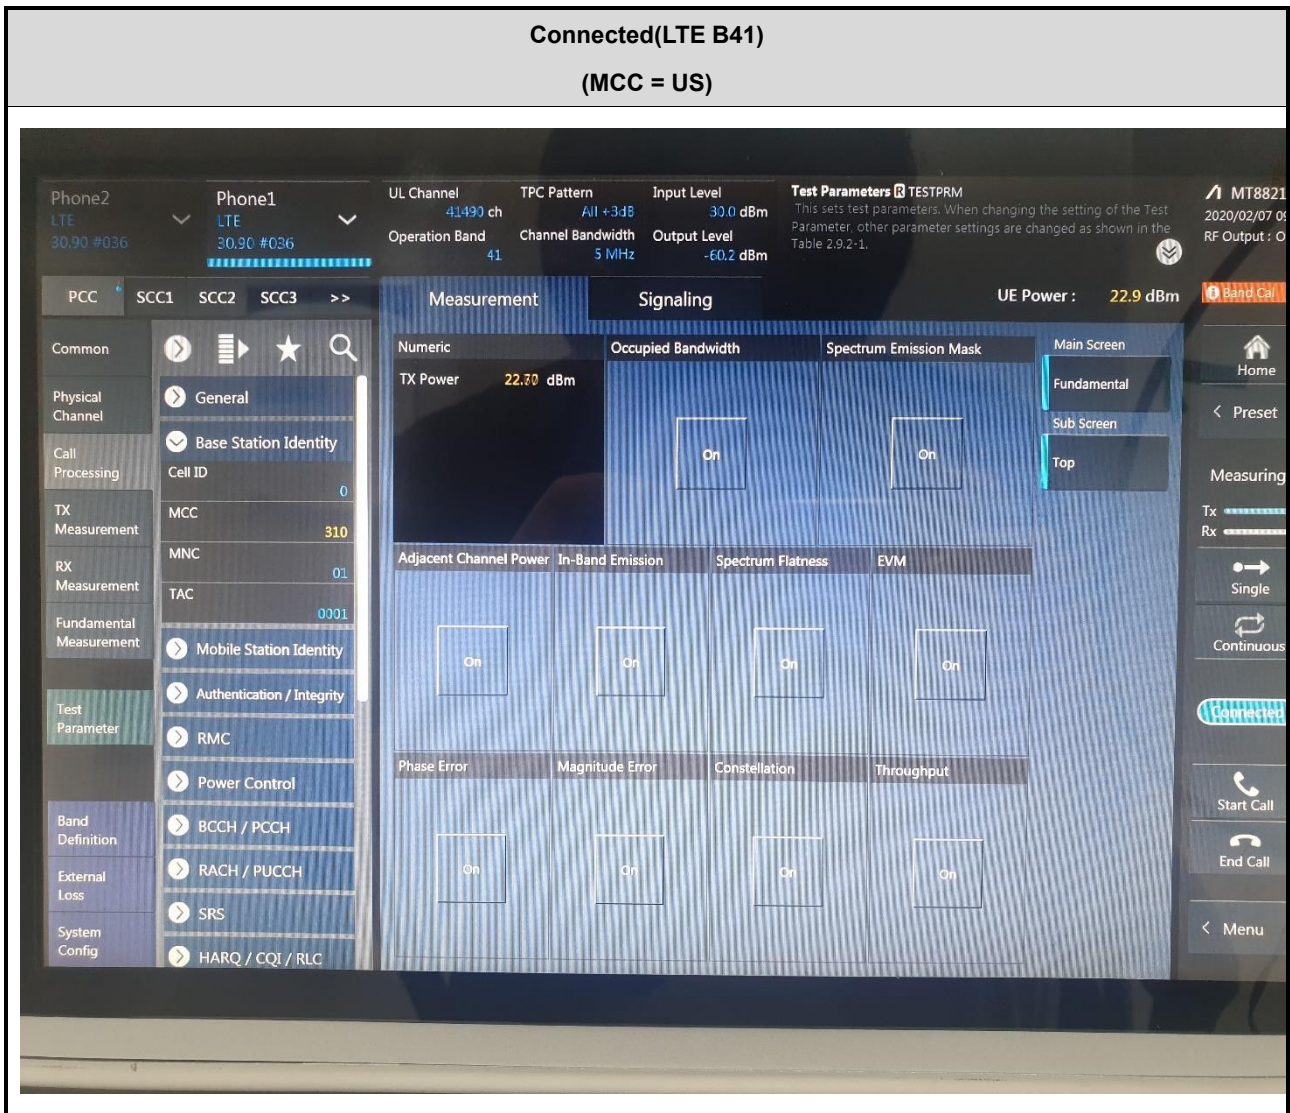 Connected(LTE B41)
(MCC = US)
Phone2
LTE
30.90 #036
Phone1
LTE
30.90 #036
UL Channel
41490 ch
Operation Band
41
TPC Pattern
All +3dB
Channel Bandwidth
5 MHz
Input Level
30.0 dBm
Output Level
-60.2 dBm
Test Parameters R TESTPRM
This sets test parameters. When changing the setting of the Test
Parameter, other parameter settings are changed as shown in the
Table 2.9.2-1.
MT8821
2020/02/07
RF Output :
PCC SCC1 SCC2 SCC3 >>
Measurement
Signaling
UE Power : 22.9 dBm
Band Cal
Common
Physical
Channel
Call
Processing
TX
Measurement
RX
Measurement
Fundamental
Measurement
Test
Parameter
Band
Definition
External
Loss
System
Config
General
Base Station Identity
Cell ID
0
MCC
310
MNC
01
TAC
0001
Mobile Station Identity
Authentication / Integrity
RMC
Power Control
BCCH / PCCH
RACH / PUCCH
SRS
HARQ / CQI / RLC
Numeric
TX Power dBm
Occupied Bandwidth
On
Spectrum Emission Mask
On
Adjacent Channel Power
On
In-Band Emission
On
Spectrum Flatness
On
EVM
On
Phase Error
On
Magnitude Error
On
Constellation
On
Throughput
On
Main Screen
Fundamental
Sub Screen
Top
Home
< Preset
Measuring
Tx
Rx
Single
Continuous
Connected
Start Call
End Call
< Menu